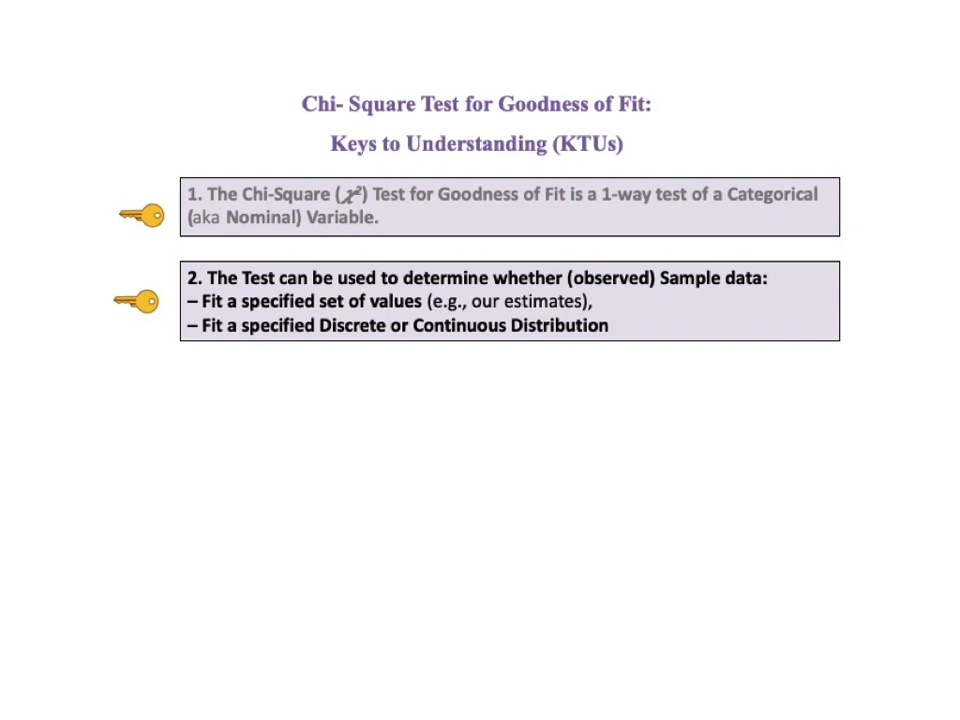 Chi- Square Test for Goodness of Fit:
Keys to Understanding (KTUs)
1. The Chi-Square (𝒳²) Test for Goodness of Fit is a 1-way test of a Categorical
(aka Nominal) Variable.
2. The Test can be used to determine whether (observed) Sample data:
– Fit a specified set of values (e.g., our estimates),
– Fit a specified Discrete or Continuous Distribution